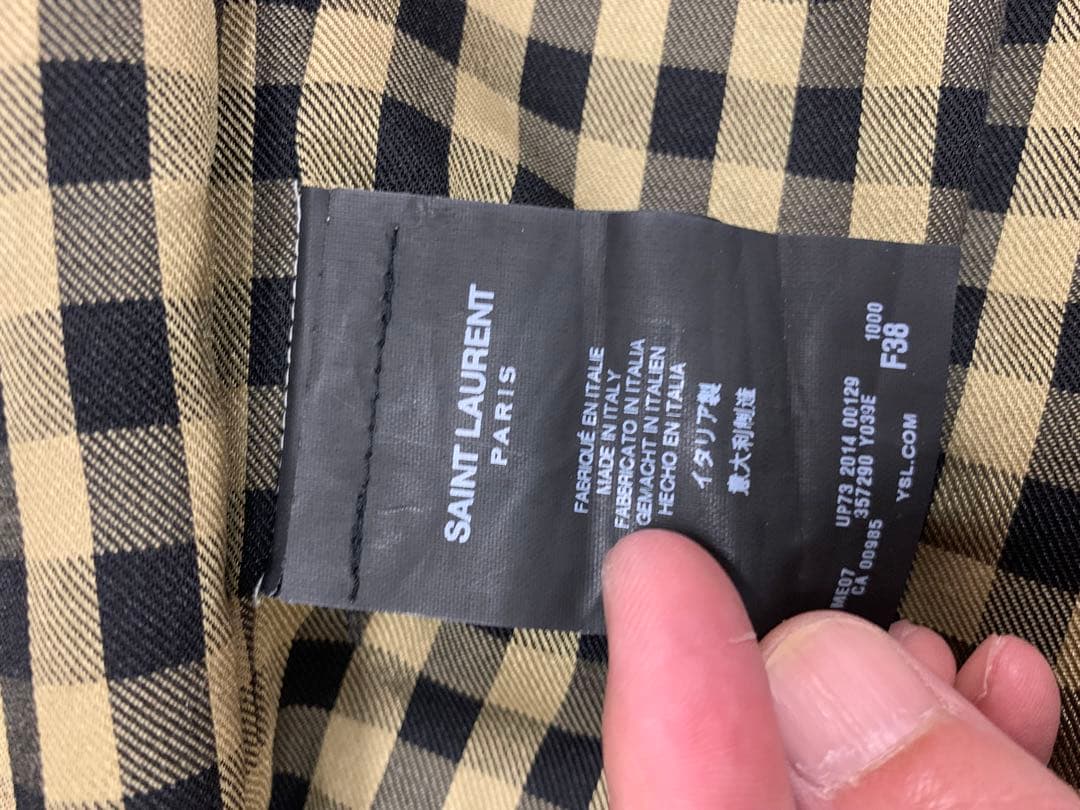 SAINT LAURENT
PARIS
FABRIQUÉ EN ITALIE
MADE IN ITALY
FABBRICATO IN ITALIA
GEMACHT IN ITALIEN
HECHO EN ITALIA
イタリア製
意大利制造
ME07 UP73 2014 00129 1000
CA 00985 357290 Y039E F38
YSL.COM